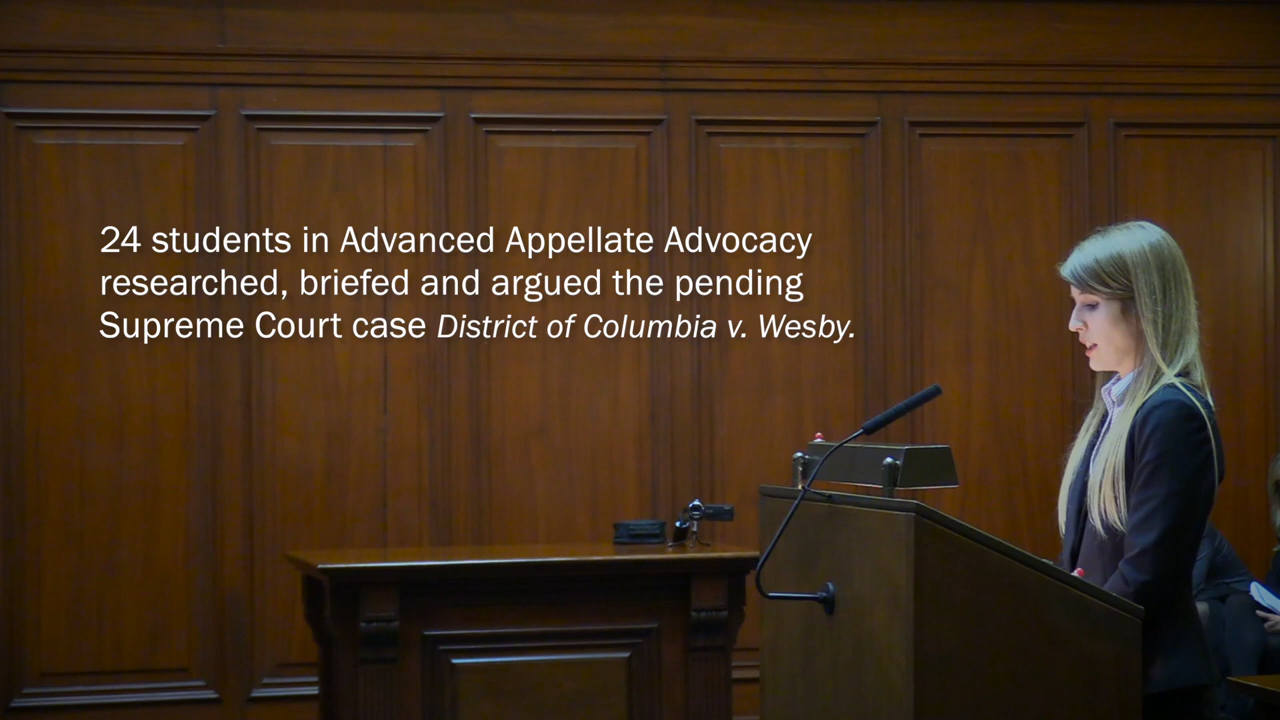 24 students in Advanced Appellate Advocacy
researched, briefed and argued the pending
Supreme Court case District of Columbia v. Wesby.